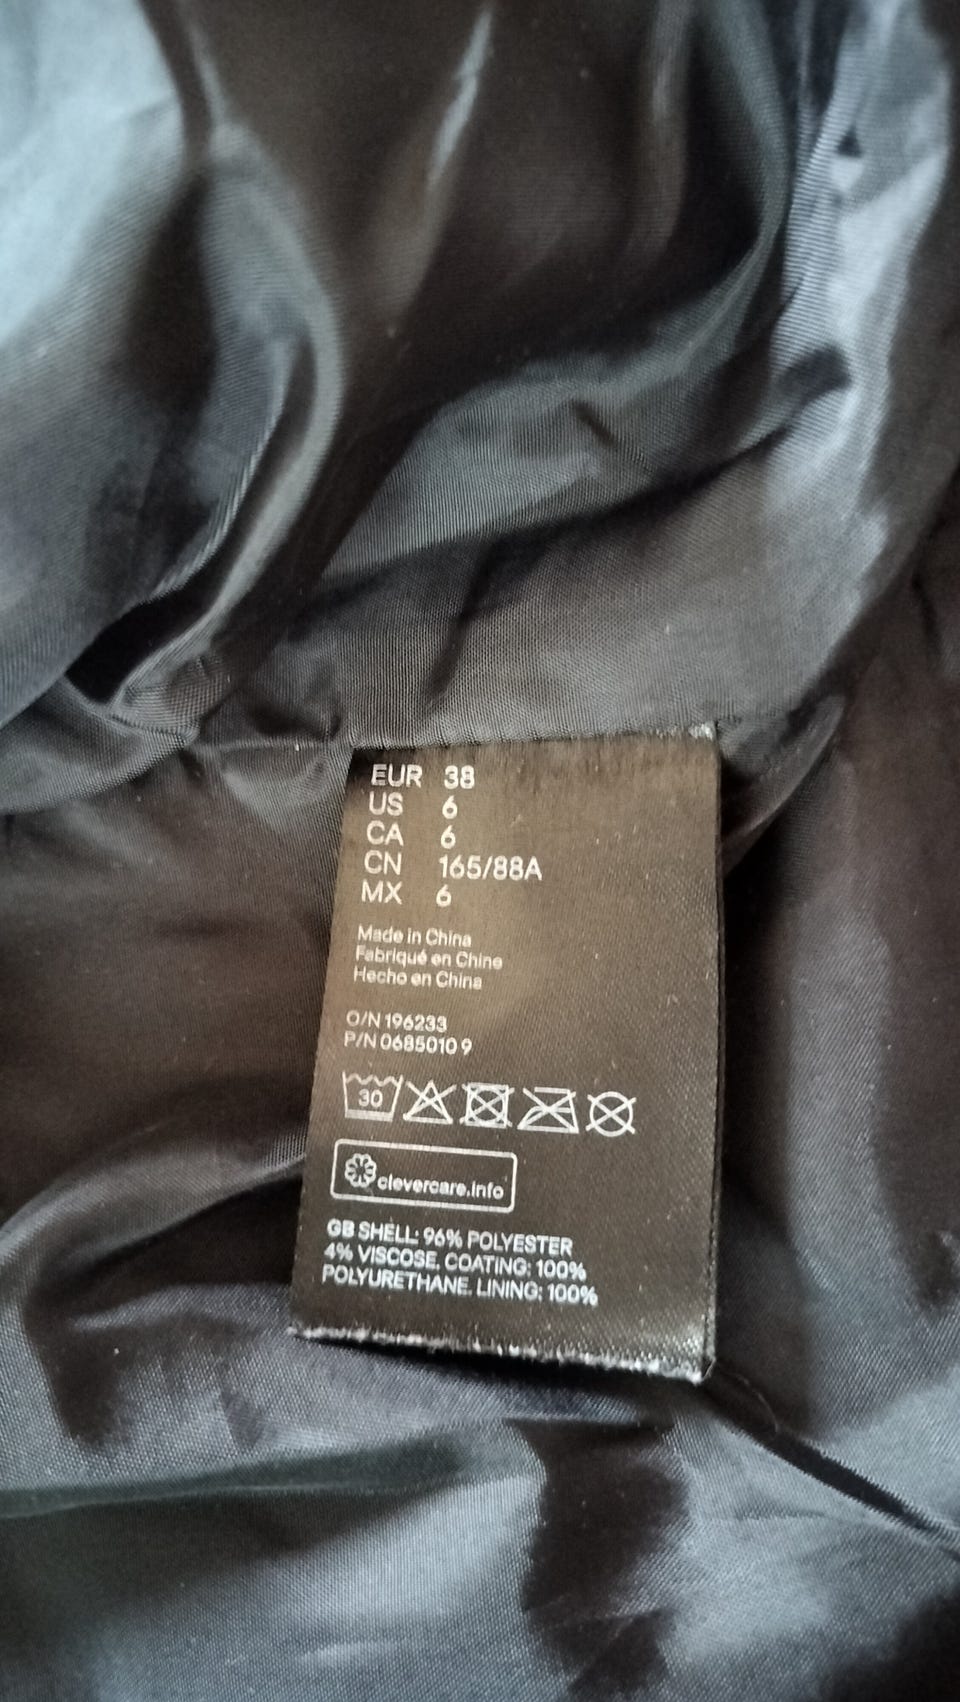 EUR 38
US 6
CA 6
CN 165/88A
MX 6
Made in China
Fabriqué en Chine
Hecho en China
O/N 196233
P/N 0685010 9
30
clevercare.info
GB SHELL: 96% POLYESTER
4% VISCOSE. COATING: 100%
POLYURETHANE. LINING: 100%